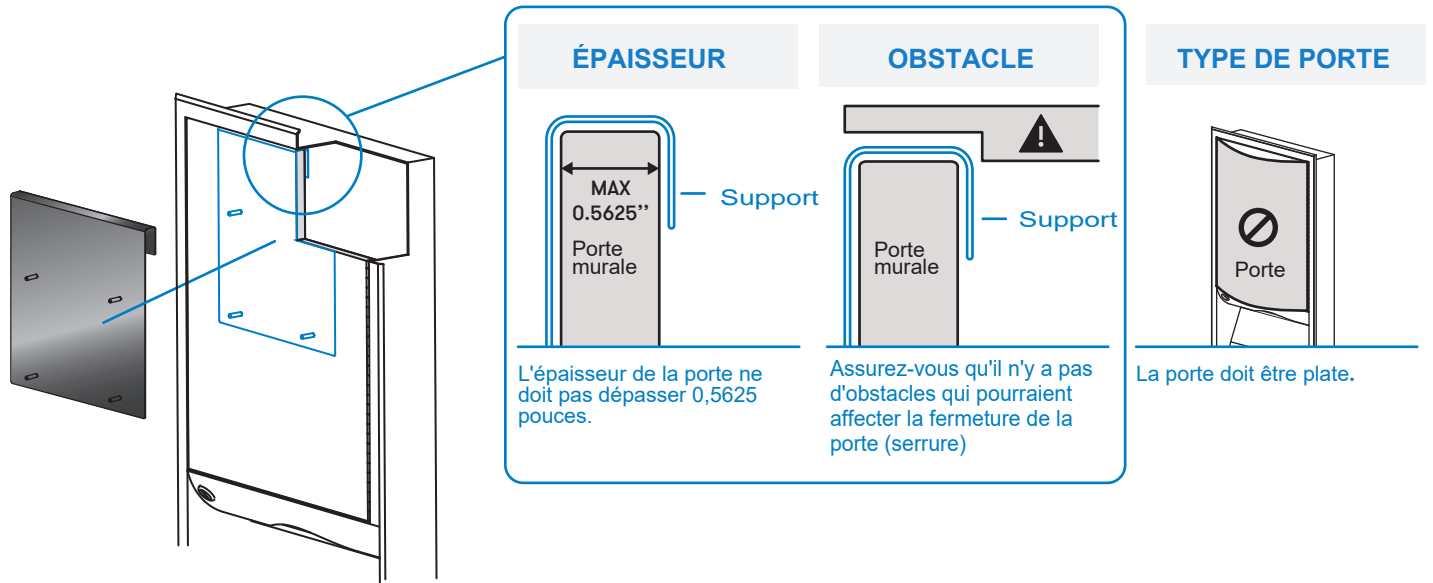 ÉPAISSEUR
MAX
0.5625’’
Porte
murale
Support
L'épaisseur de la porte ne
doit pas dépasser 0,5625
pouces.
OBSTACLE
Porte
murale
Support
Assurez-vous qu'il n'y a pas
d'obstacles qui pourraient
affecter la fermeture de la
porte (serrure)
TYPE DE PORTE
Porte
La porte doit être plate.